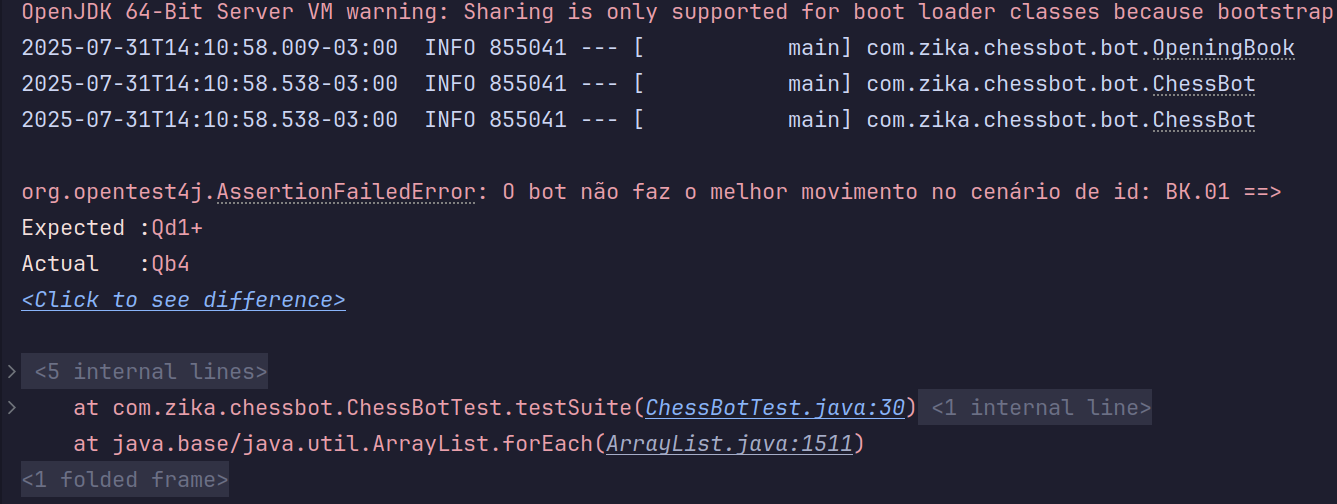 OpenJDK 64-Bit Server VM warning: Sharing is only supported for boot loader classes because bootstrap
2025-07-31T14:10:58.009-03:00  INFO 855041 --- [           main] com.zika.chessbot.bot.OpeningBook
2025-07-31T14:10:58.538-03:00  INFO 855041 --- [           main] com.zika.chessbot.bot.ChessBot
2025-07-31T14:10:58.538-03:00  INFO 855041 --- [           main] com.zika.chessbot.bot.ChessBot
org.opentest4j.AssertionFailedError: O bot não faz o melhor movimento no cenário de id: BK.01 ==>
Expected :Qd1+
Actual   :Qb4
<Click to see difference>
<5 internal lines>
at com.zika.chessbot.ChessBotTest.testSuite(ChessBotTest.java:30) <1 internal line>
at java.base/java.util.ArrayList.forEach(ArrayList.java:1511)
<1 folded frame>